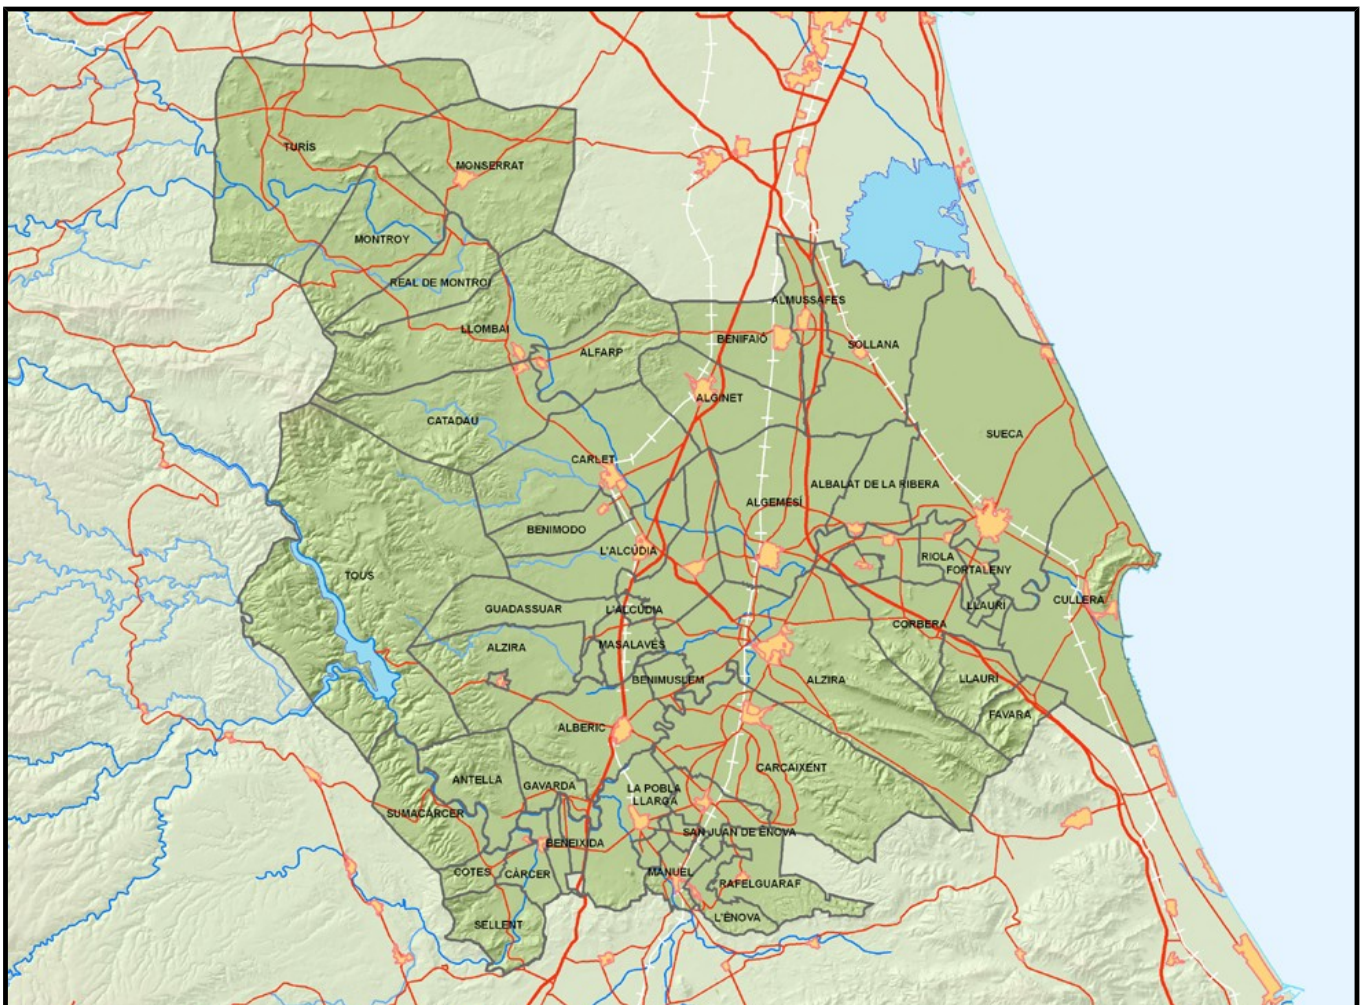 TURÍS
MONSERRAT
MONTROY
REAL DE MONTROI
ALMUSSAFES
LLOMBAI
BENIFAIÓ
SOLLANA
ALFARP
ALGINET
CATADAU
SUECA
CARLET
ALBALAT DE LA RIBERA
ALGEMESÍ
BENIMODO
L'ALCÚDIA
RIOLA
FORTALENY
TOUS
CULLERA
LLAURÍ
GUADASSUAR
L'ALCÚDIA
CORBERA
ALZIRA
MASALAVÉS
BENIMUSLEM
ALZIRA
LLAURÍ
FAVARA
ALBERIC
CARCAIXENT
ANTELLA
GAVARDA
LA POBLA
LLARGA
SUMACÀRCER
SAN JUAN DE ÉNOVA
BENEIXIDA
COTES
CÀRCER
MANUEL
RAFELGUARAF
L'ÉNOVA
SELLENT